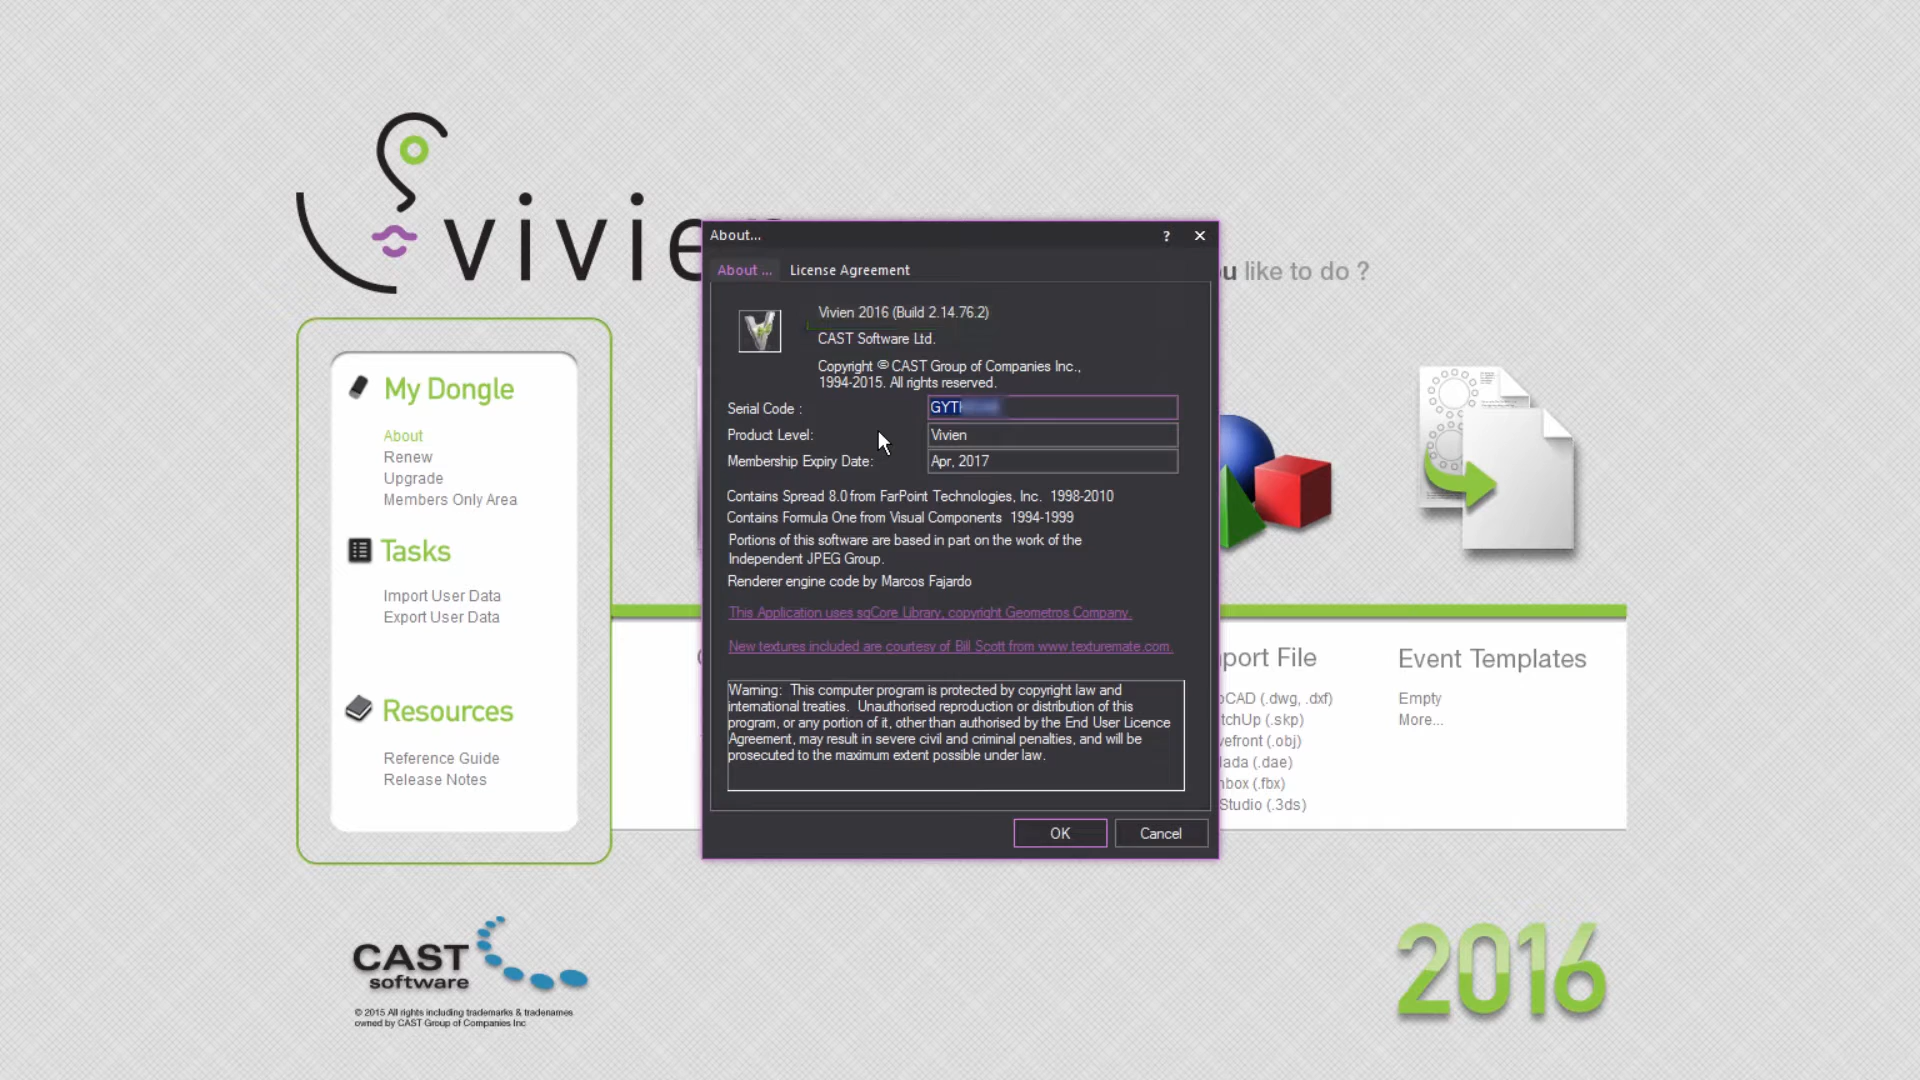 vivie
u like to do ?
About...
?
About ...
License Agreement
Vivien 2016 (Build 2.14.76.2)
CAST Software Ltd.
Copyright © CAST Group of Companies Inc.,
1994-2015. All rights reserved.
Serial Code :
Product Level:
Vivien
Membership Expiry Date:
Apr, 2017
Contains Spread 8.0 from FarPoint Technologies, Inc. 1998-2010
Contains Formula One from Visual Components 1994-1999
Portions of this software are based in part on the work of the
Independent JPEG Group.
Renderer engine code by Marcos Fajardo
This Application uses sgCore Library, copyright Geometros Company.
New textures included are courtesy of Bill Scott from www.texturemate.com.
Warning: This computer program is protected by copyright law and
international treaties. Unauthorised reproduction or distribution of this
program, or any portion of it, other than authorised by the End User Licence
Agreement, may result in severe civil and criminal penalties, and will be
prosecuted to the maximum extent possible under law.
OK
Cancel
My Dongle
About
Renew
Upgrade
Members Only Area
Tasks
Import User Data
Export User Data
Resources
Reference Guide
Release Notes
port File
oCAD (.dwg, .dxf)
tchUp (.skp)
vefront (.obj)
lada (.dae)
nbox (.fbx)
Studio (.3ds)
Event Templates
Empty
More...
CAST
software
© 2015 All rights including trademarks & tradenames
owned by CAST Group of Companies Inc
2016